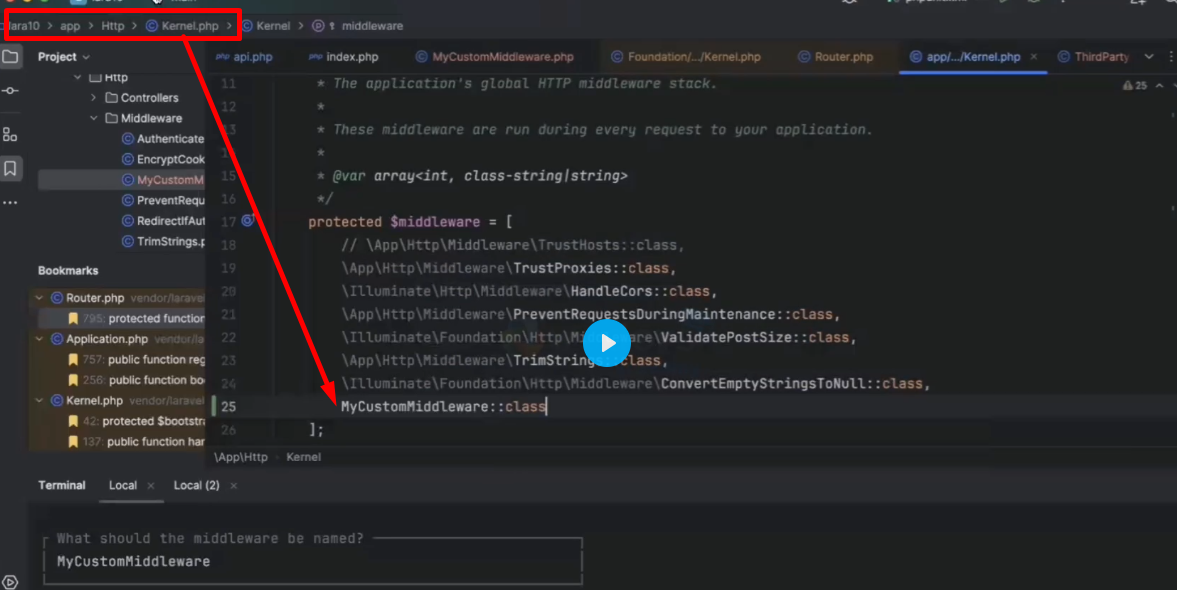 lara10 > app > Http > Kernel.php > Kernel > middleware
Project
api.php index.php MyCustomMiddleware.php Foundation/.../Kernel.php Router.php app/.../Kernel.php × ThirdParty
Http
Controllers
Middleware
Authenticate
EncryptCook
MyCustomM
PreventRequ
RedirectIfAut
TrimStrings.p
Bookmarks
Router.php vendor/laravel
795: protected function
Application.php vendor/la
757: public function reg
256: public function bo
Kernel.php vendor/laravel
42: protected $bootstra
137: public function har
25
11 * The application's global HTTP middleware stack.
12 *
13 * These middleware are run during every request to your application.
*
15 * @var array<int, class-string|string>
16 */
17 protected $middleware = [
18 // \App\Http\Middleware\TrustHosts::class,
19 \App\Http\Middleware\TrustProxies::class,
20 \Illuminate\Http\Middleware\HandleCors::class,
21 \App\Http\Middleware\PreventRequestsDuringMaintenance::class,
22 \Illuminate\Foundation\Http\Middleware\ValidatePostSize::class,
23 \App\Http\Middleware\TrimStrings::class,
24 \Illuminate\Foundation\Http\Middleware\ConvertEmptyStringsToNull::class,
25 MyCustomMiddleware::class
26 ];
\App\Http > Kernel
Terminal Local × Local (2) ×
What should the middleware be named?
MyCustomMiddleware